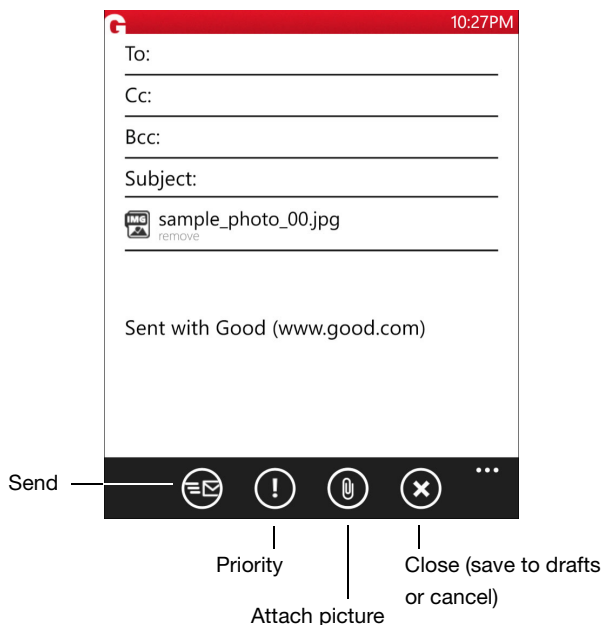 G 10:27PM
To:
Cc:
Bcc:
Subject:
IMG sample_photo_00.jpg
remove
Sent with Good (www.good.com)
Send
Priority
Close (save to drafts
or cancel)
Attach picture